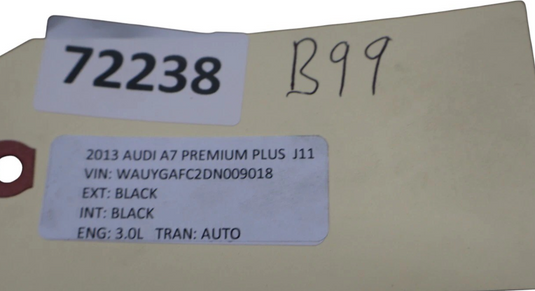 72238
B99
2013 AUDI A7 PREMIUM PLUS J11
VIN: WAUYGAFC2DN009018
EXT: BLACK
INT: BLACK
ENG: 3.0L TRAN: AUTO